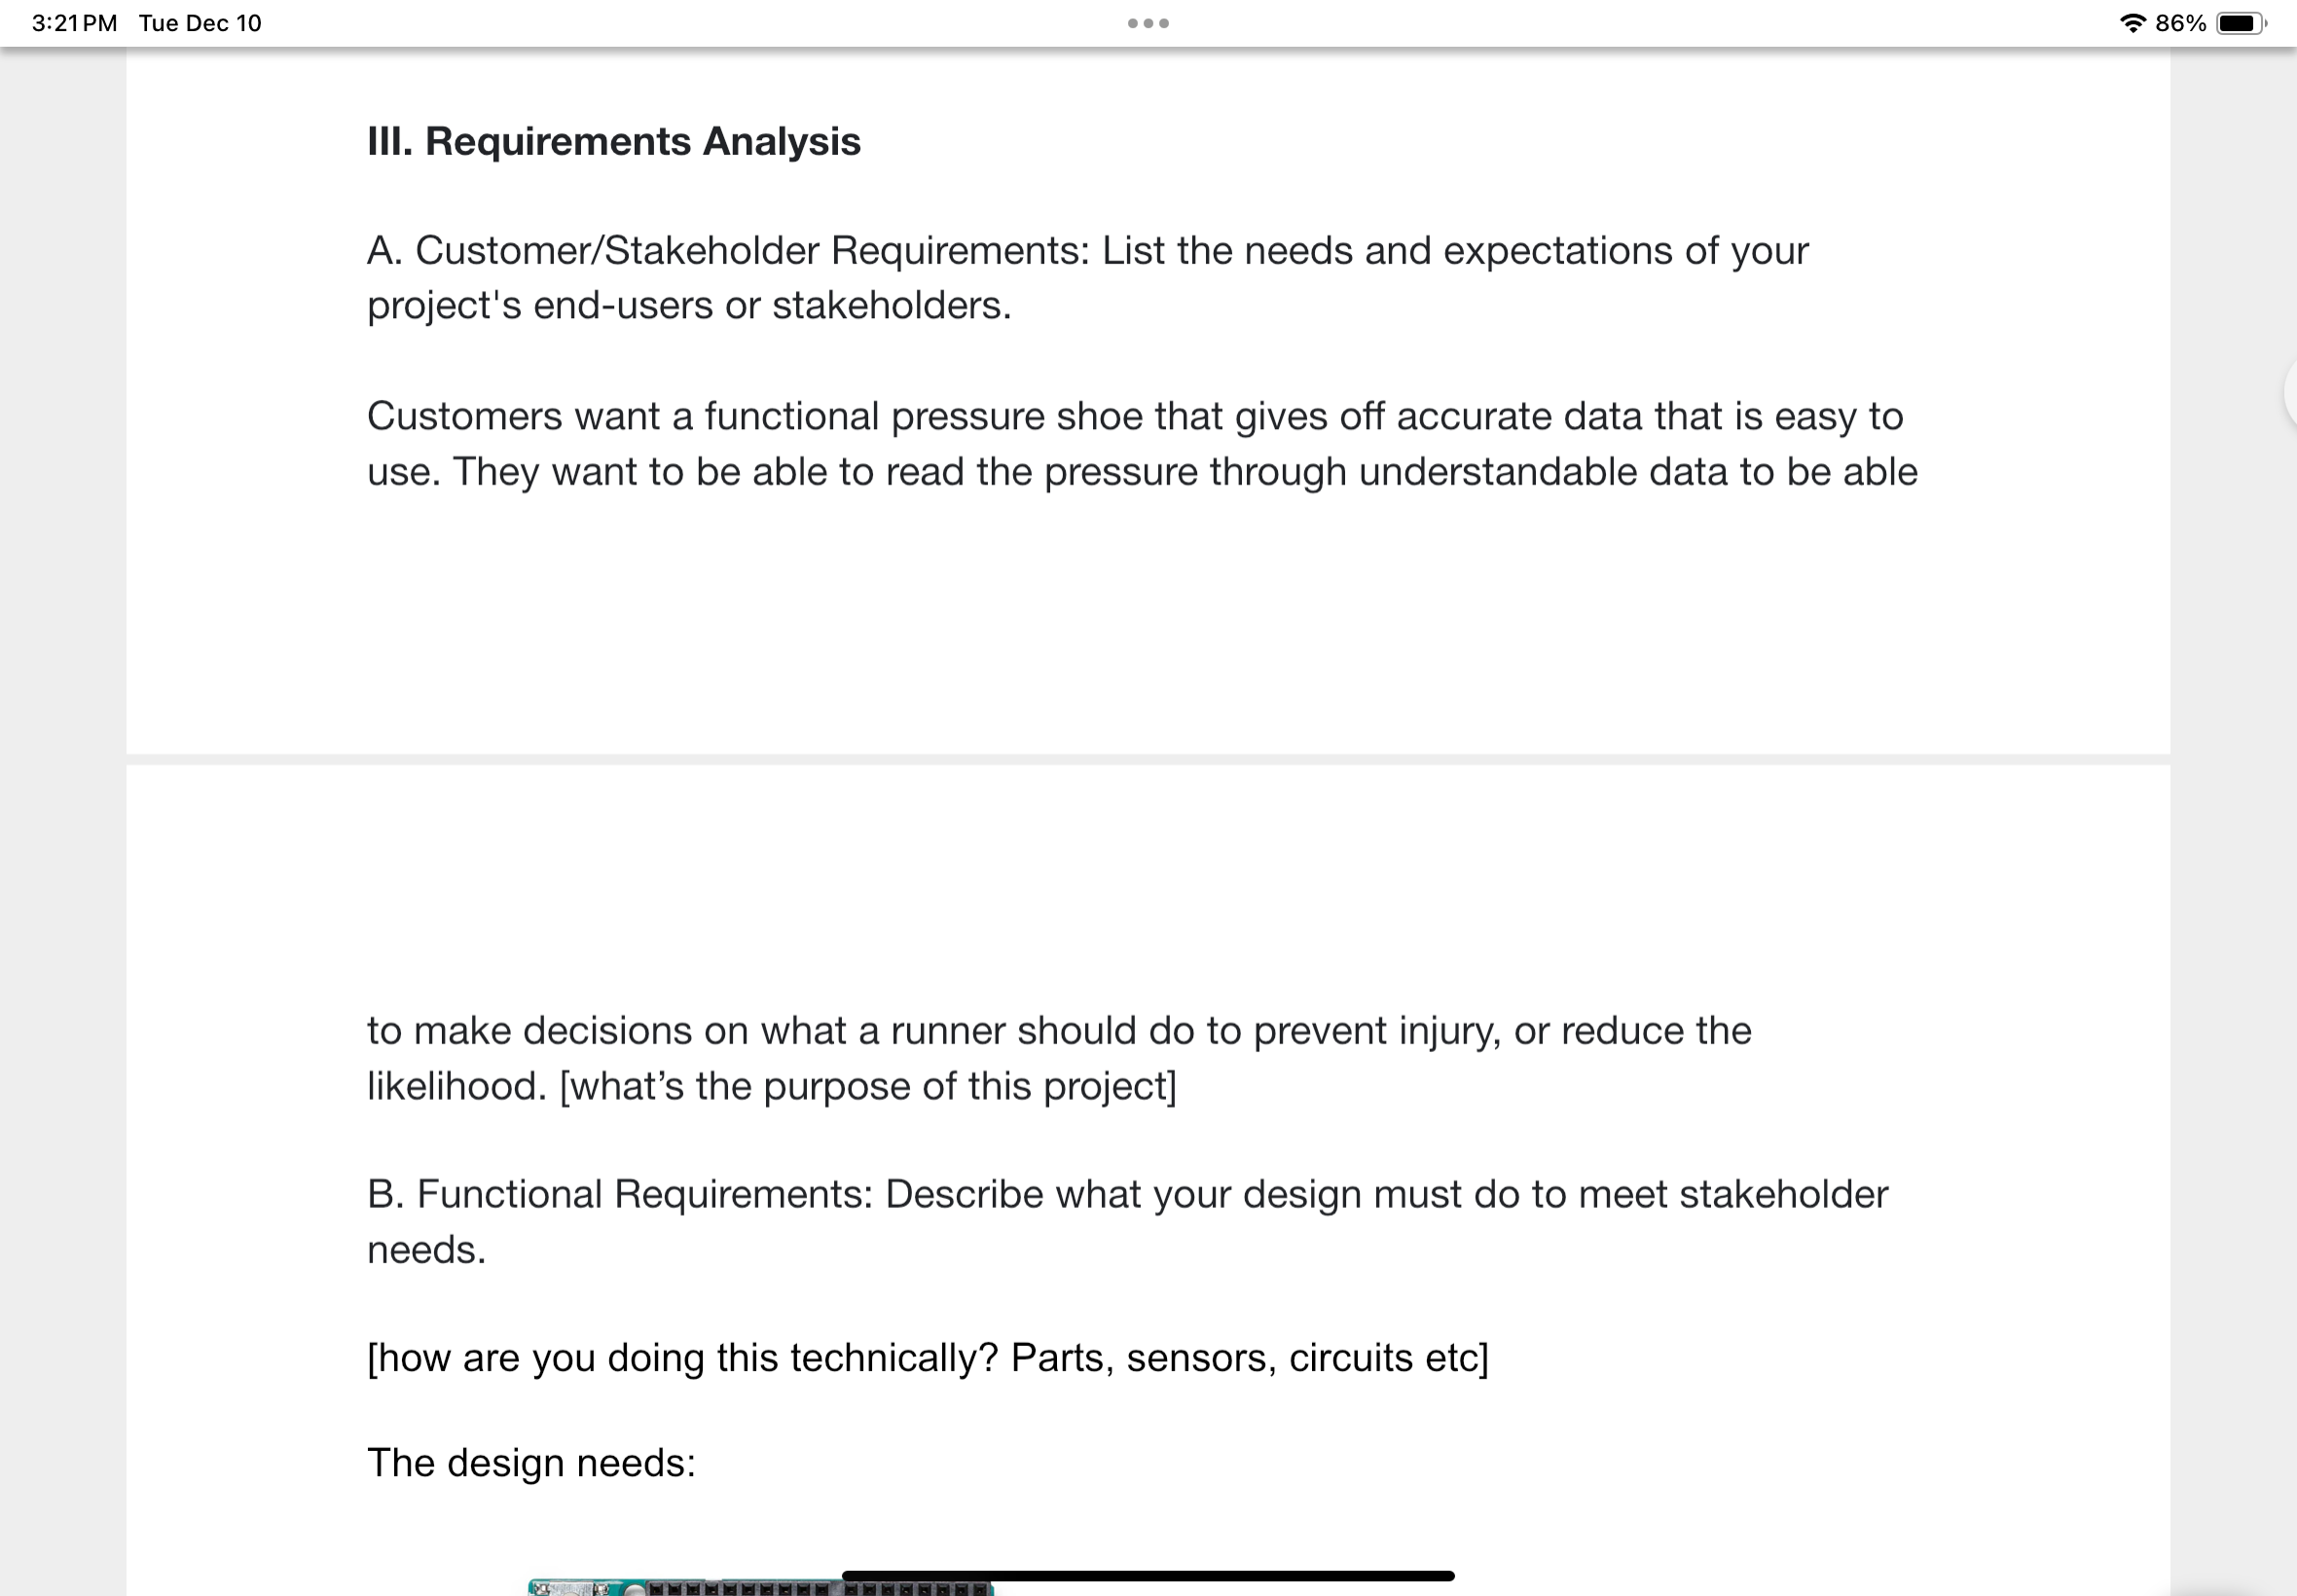 3:21 PM Tue Dec 10
86%
III. Requirements Analysis
A. Customer/Stakeholder Requirements: List the needs and expectations of your
project's end-users or stakeholders.
Customers want a functional pressure shoe that gives off accurate data that is easy to
use. They want to be able to read the pressure through understandable data to be able
to make decisions on what a runner should do to prevent injury, or reduce the
likelihood. [what’s the purpose of this project]
B. Functional Requirements: Describe what your design must do to meet stakeholder
needs.
[how are you doing this technically? Parts, sensors, circuits etc]
The design needs: